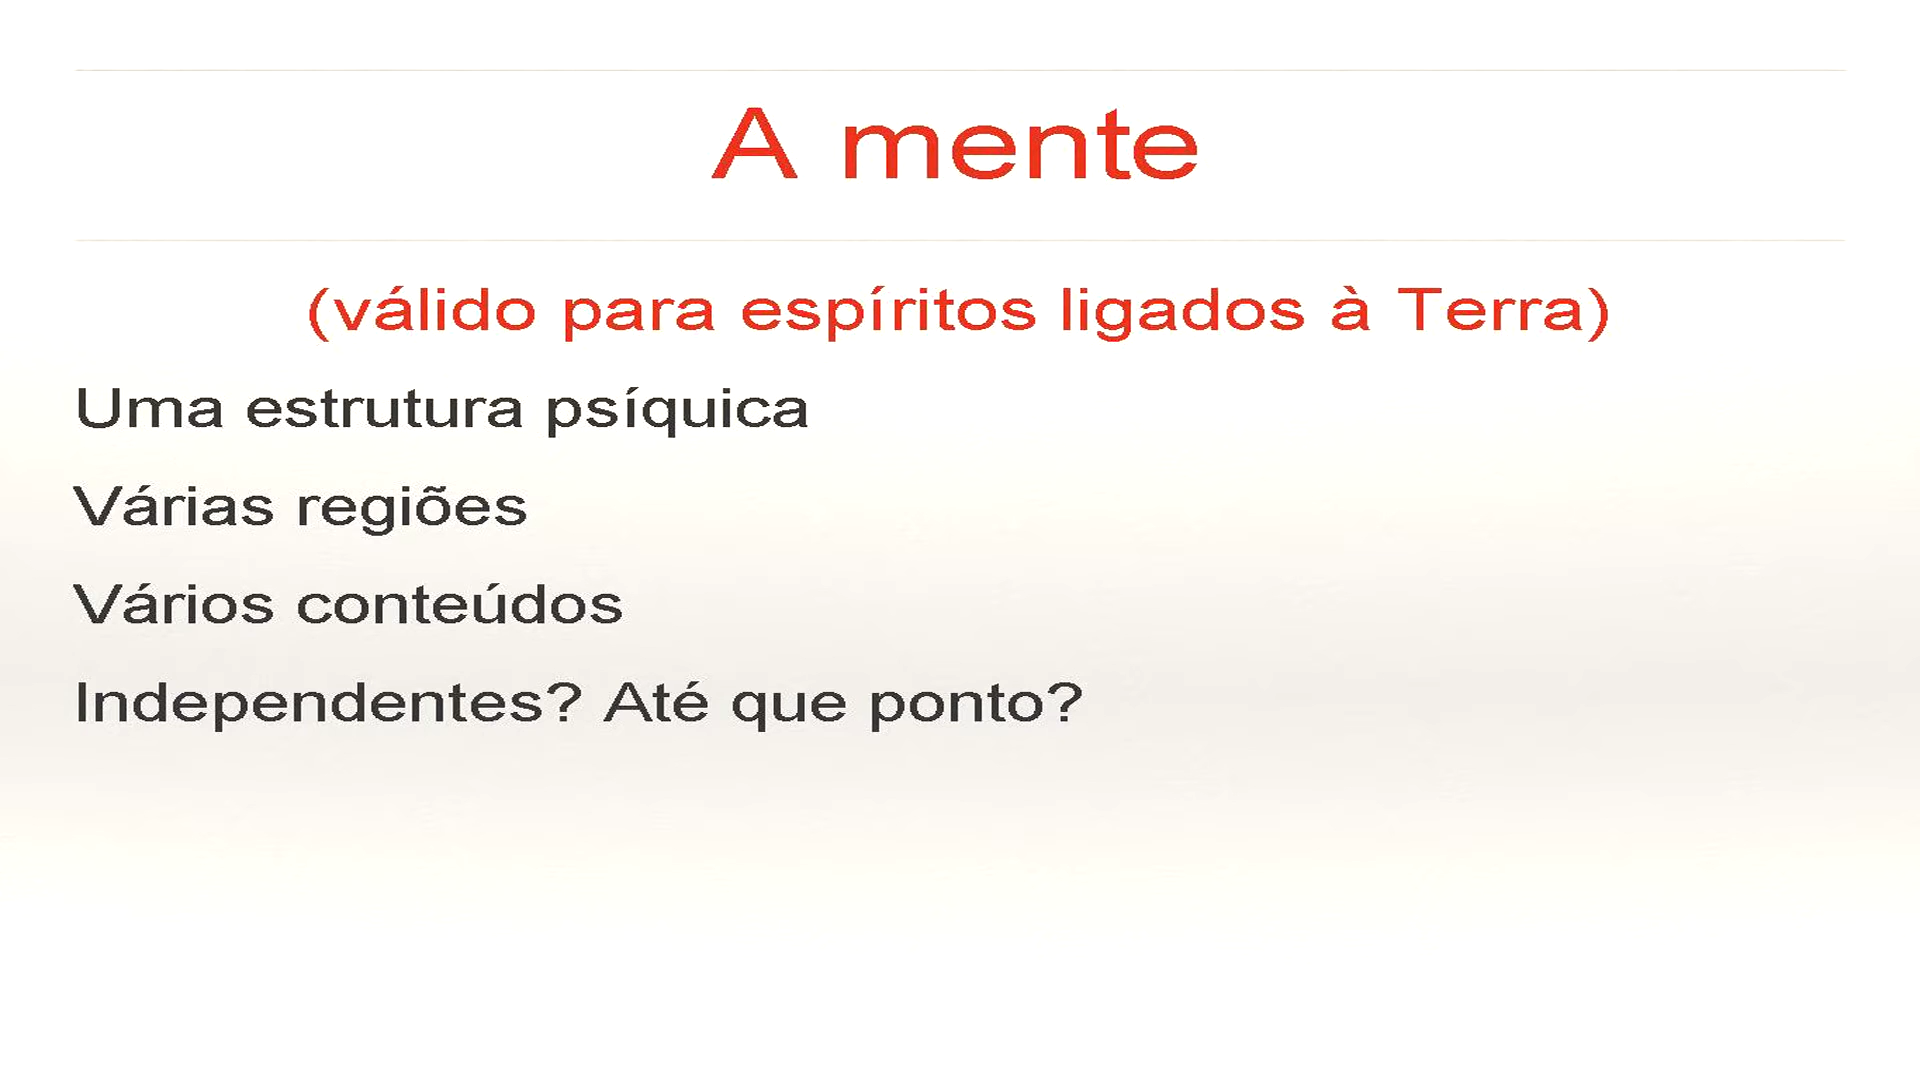 A mente
(válido para espíritos ligados à Terra)
Uma estrutura psíquica
Várias regiões
Vários conteúdos
Independentes? Até que ponto?